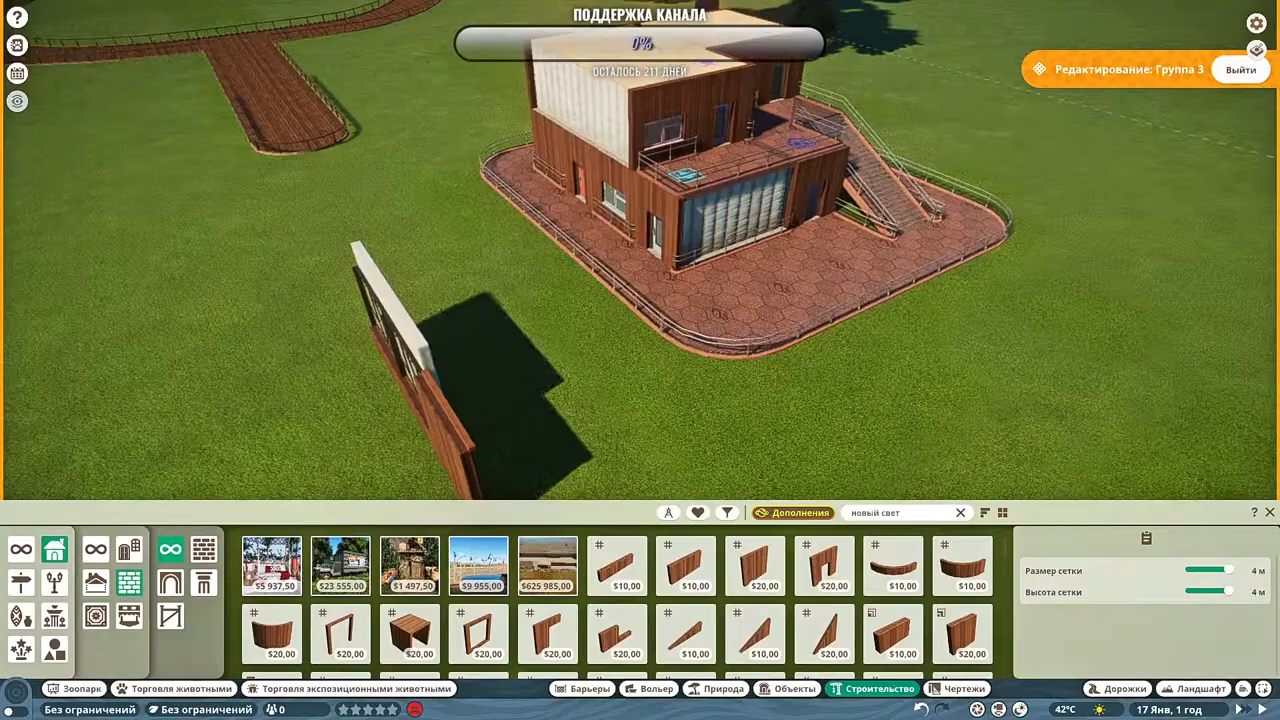 ПОДДЕРЖКА КАНАЛА
0%
ОСТАЛОСЬ 211 ДНЕЙ
Редактирование: Группа 3
Выйти
Дополнения
новый свет
$5 937,50
$23 555,00
$1 497,50
$9 955,00
$625 985,00
$10,00
$10,00
$20,00
$20,00
$10,00
$10,00
$20,00
$20,00
$20,00
$20,00
$20,00
$20,00
$10,00
$10,00
$20,00
$10,00
$20,00
Размер сетки
4 м
Высота сетки
4 м
Зоопарк
Торговля животными
Торговля экспозиционными животными
Барьеры
Вольер
Природа
Объекты
Строительство
Чертежи
Дорожки
Ландшафт
Без ограничений
Без ограничений
0
42°C
17 Янв, 1 год